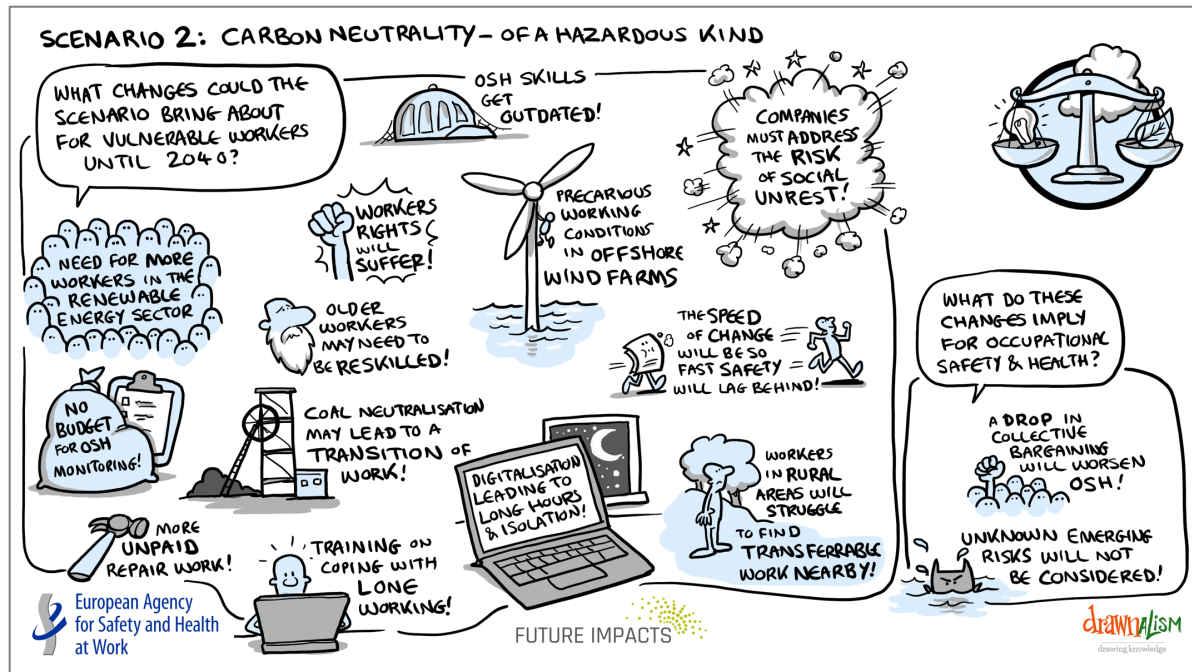 SCENARIO 2: CARBON NEUTRALITY – OF A HAZARDOUS KIND
WHAT CHANGES COULD THE
SCENARIO BRING ABOUT
FOR VULNERABLE WORKERS
UNTIL 2040?
OSH SKILLS
GET
OUTDATED!
COMPANIES
MUST ADDRESS
THE RISK
OF SOCIAL
UNREST!
NEED FOR MORE
WORKERS IN THE
RENEWABLE
ENERGY SECTOR
WORKERS
RIGHTS
WILL
SUFFER!
PRECARIOUS
WORKING
CONDITIONS
IN OFFSHORE
WIND FARMS
OLDER
WORKERS
MAY NEED TO
BE RESKILLED!
THE SPEED
OF CHANGE
WILL BE SO
FAST SAFETY
WILL LAG BEHIND!
NO
BUDGET
FOR OSH
MONITORING!
COAL NEUTRALISATION
MAY LEAD TO A
TRANSITION OF
WORK!
DIGITALISATION
LEADING TO
LONG HOURS
& ISOLATION!
WORKERS
IN RURAL
AREAS WILL
STRUGGLE
TO FIND
TRANSFERRABLE
WORK NEARBY!
MORE
UNPAID
REPAIR WORK!
TRAINING ON
COPING WITH
LONE
WORKING!
WHAT DO THESE
CHANGES IMPLY
FOR OCCUPATIONAL
SAFETY & HEALTH?
A DROP IN
COLLECTIVE
BARGAINING
WILL WORSEN
OSH!
UNKNOWN EMERGING
RISKS WILL NOT
BE CONSIDERED!
European Agency
for Safety and Health
at Work
FUTURE IMPACTS
drawnalism
drawing knowledge